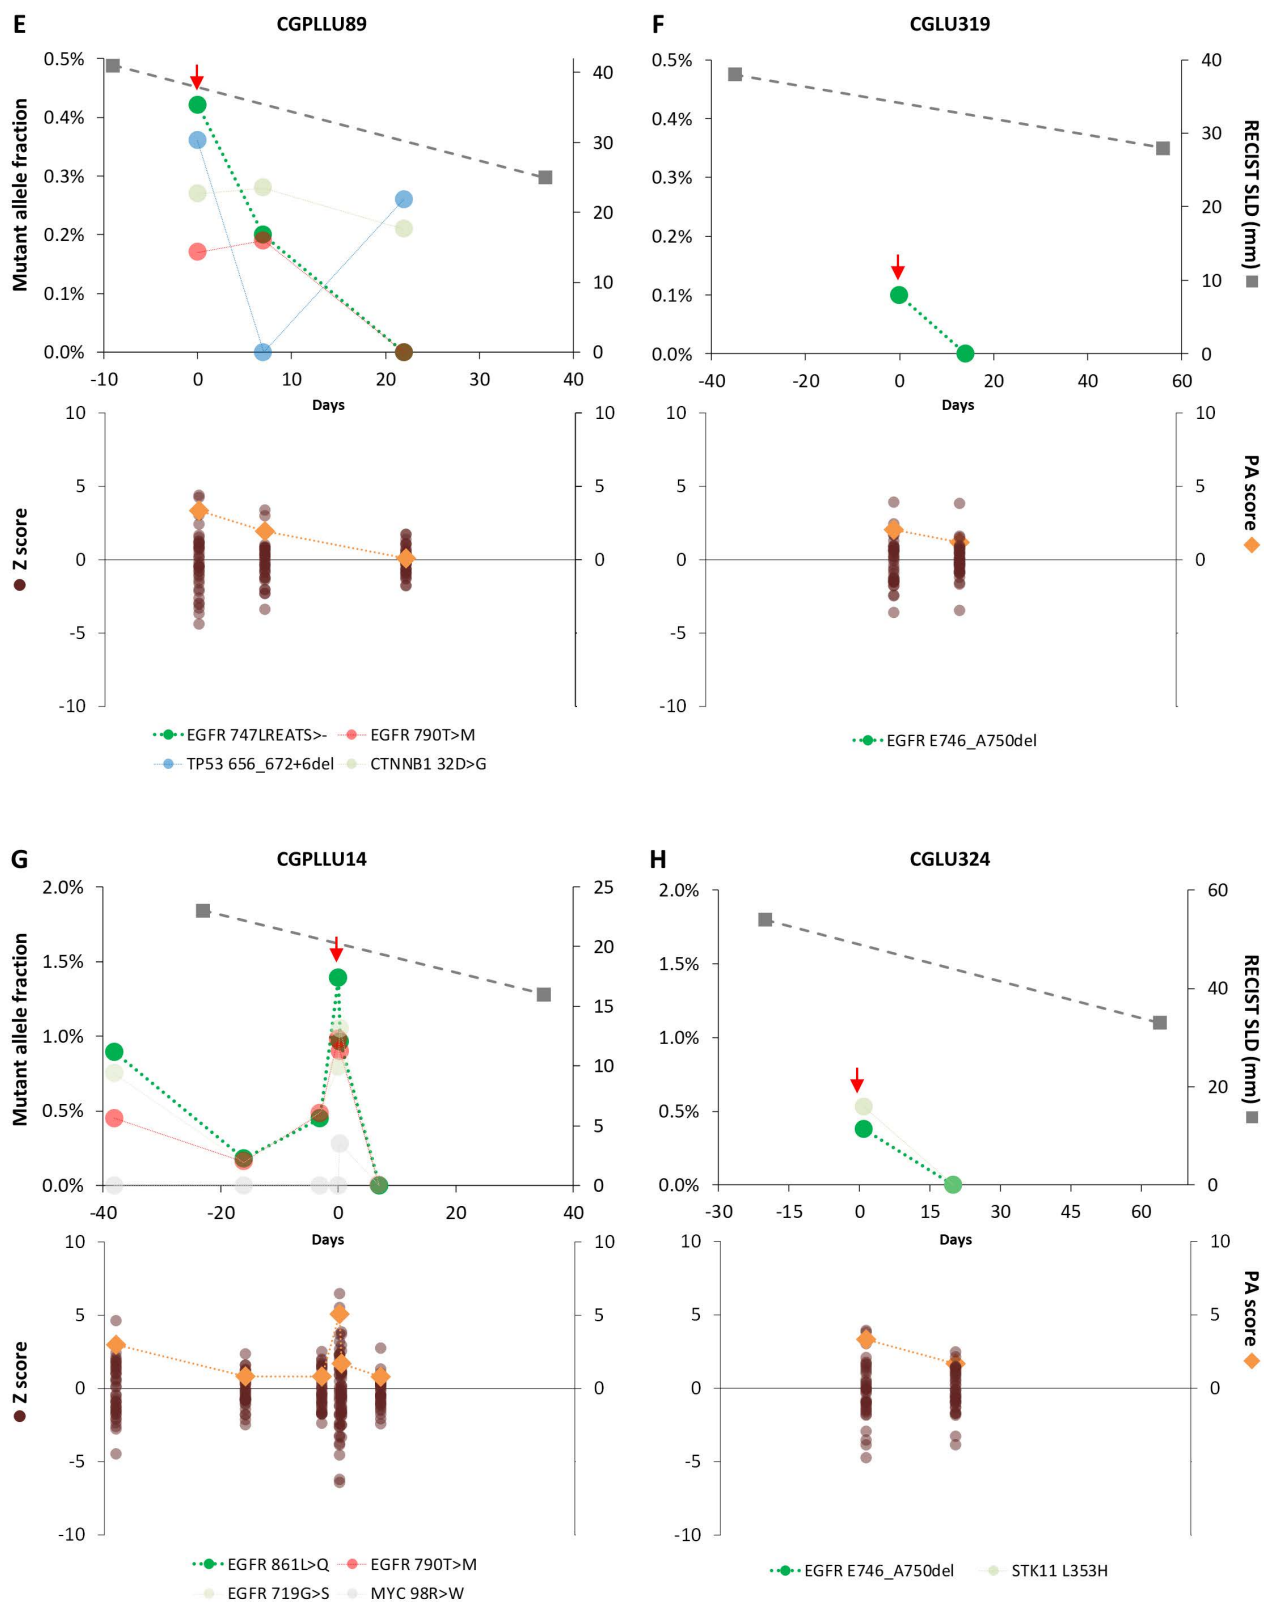 E
CGPLLU89
0.5%
0.4%
0.3%
0.2%
0.1%
0.0%
Mutant allele fraction
40
30
20
10
0
-10 0 10 20 30 40
Days
10
5
0
-5
-10
Z score
10
5
0
EGFR 747LREATS>- EGFR 790T>M
TP53 656_672+6del CTNNB1 32D>G
F
CGLU319
0.5%
0.4%
0.3%
0.2%
0.1%
0.0%
40
30
20
10
0
RECIST SLD (mm)
-40 -20 0 20 40 60
Days
10
5
0
-5
-10
10
5
0
PA score
EGFR E746_A750del
G
CGPLLU14
2.0%
1.5%
1.0%
0.5%
0.0%
Mutant allele fraction
25
20
15
10
5
0
-40 -20 0 20 40
Days
10
5
0
-5
-10
Z score
10
5
0
EGFR 861L>Q EGFR 790T>M
EGFR 719G>S MYC 98R>W
H
CGLU324
2.0%
1.5%
1.0%
0.5%
0.0%
60
40
20
0
RECIST SLD (mm)
-30 -15 0 15 30 45 60
Days
10
5
0
-5
-10
10
5
0
PA score
EGFR E746_A750del STK11 L353H